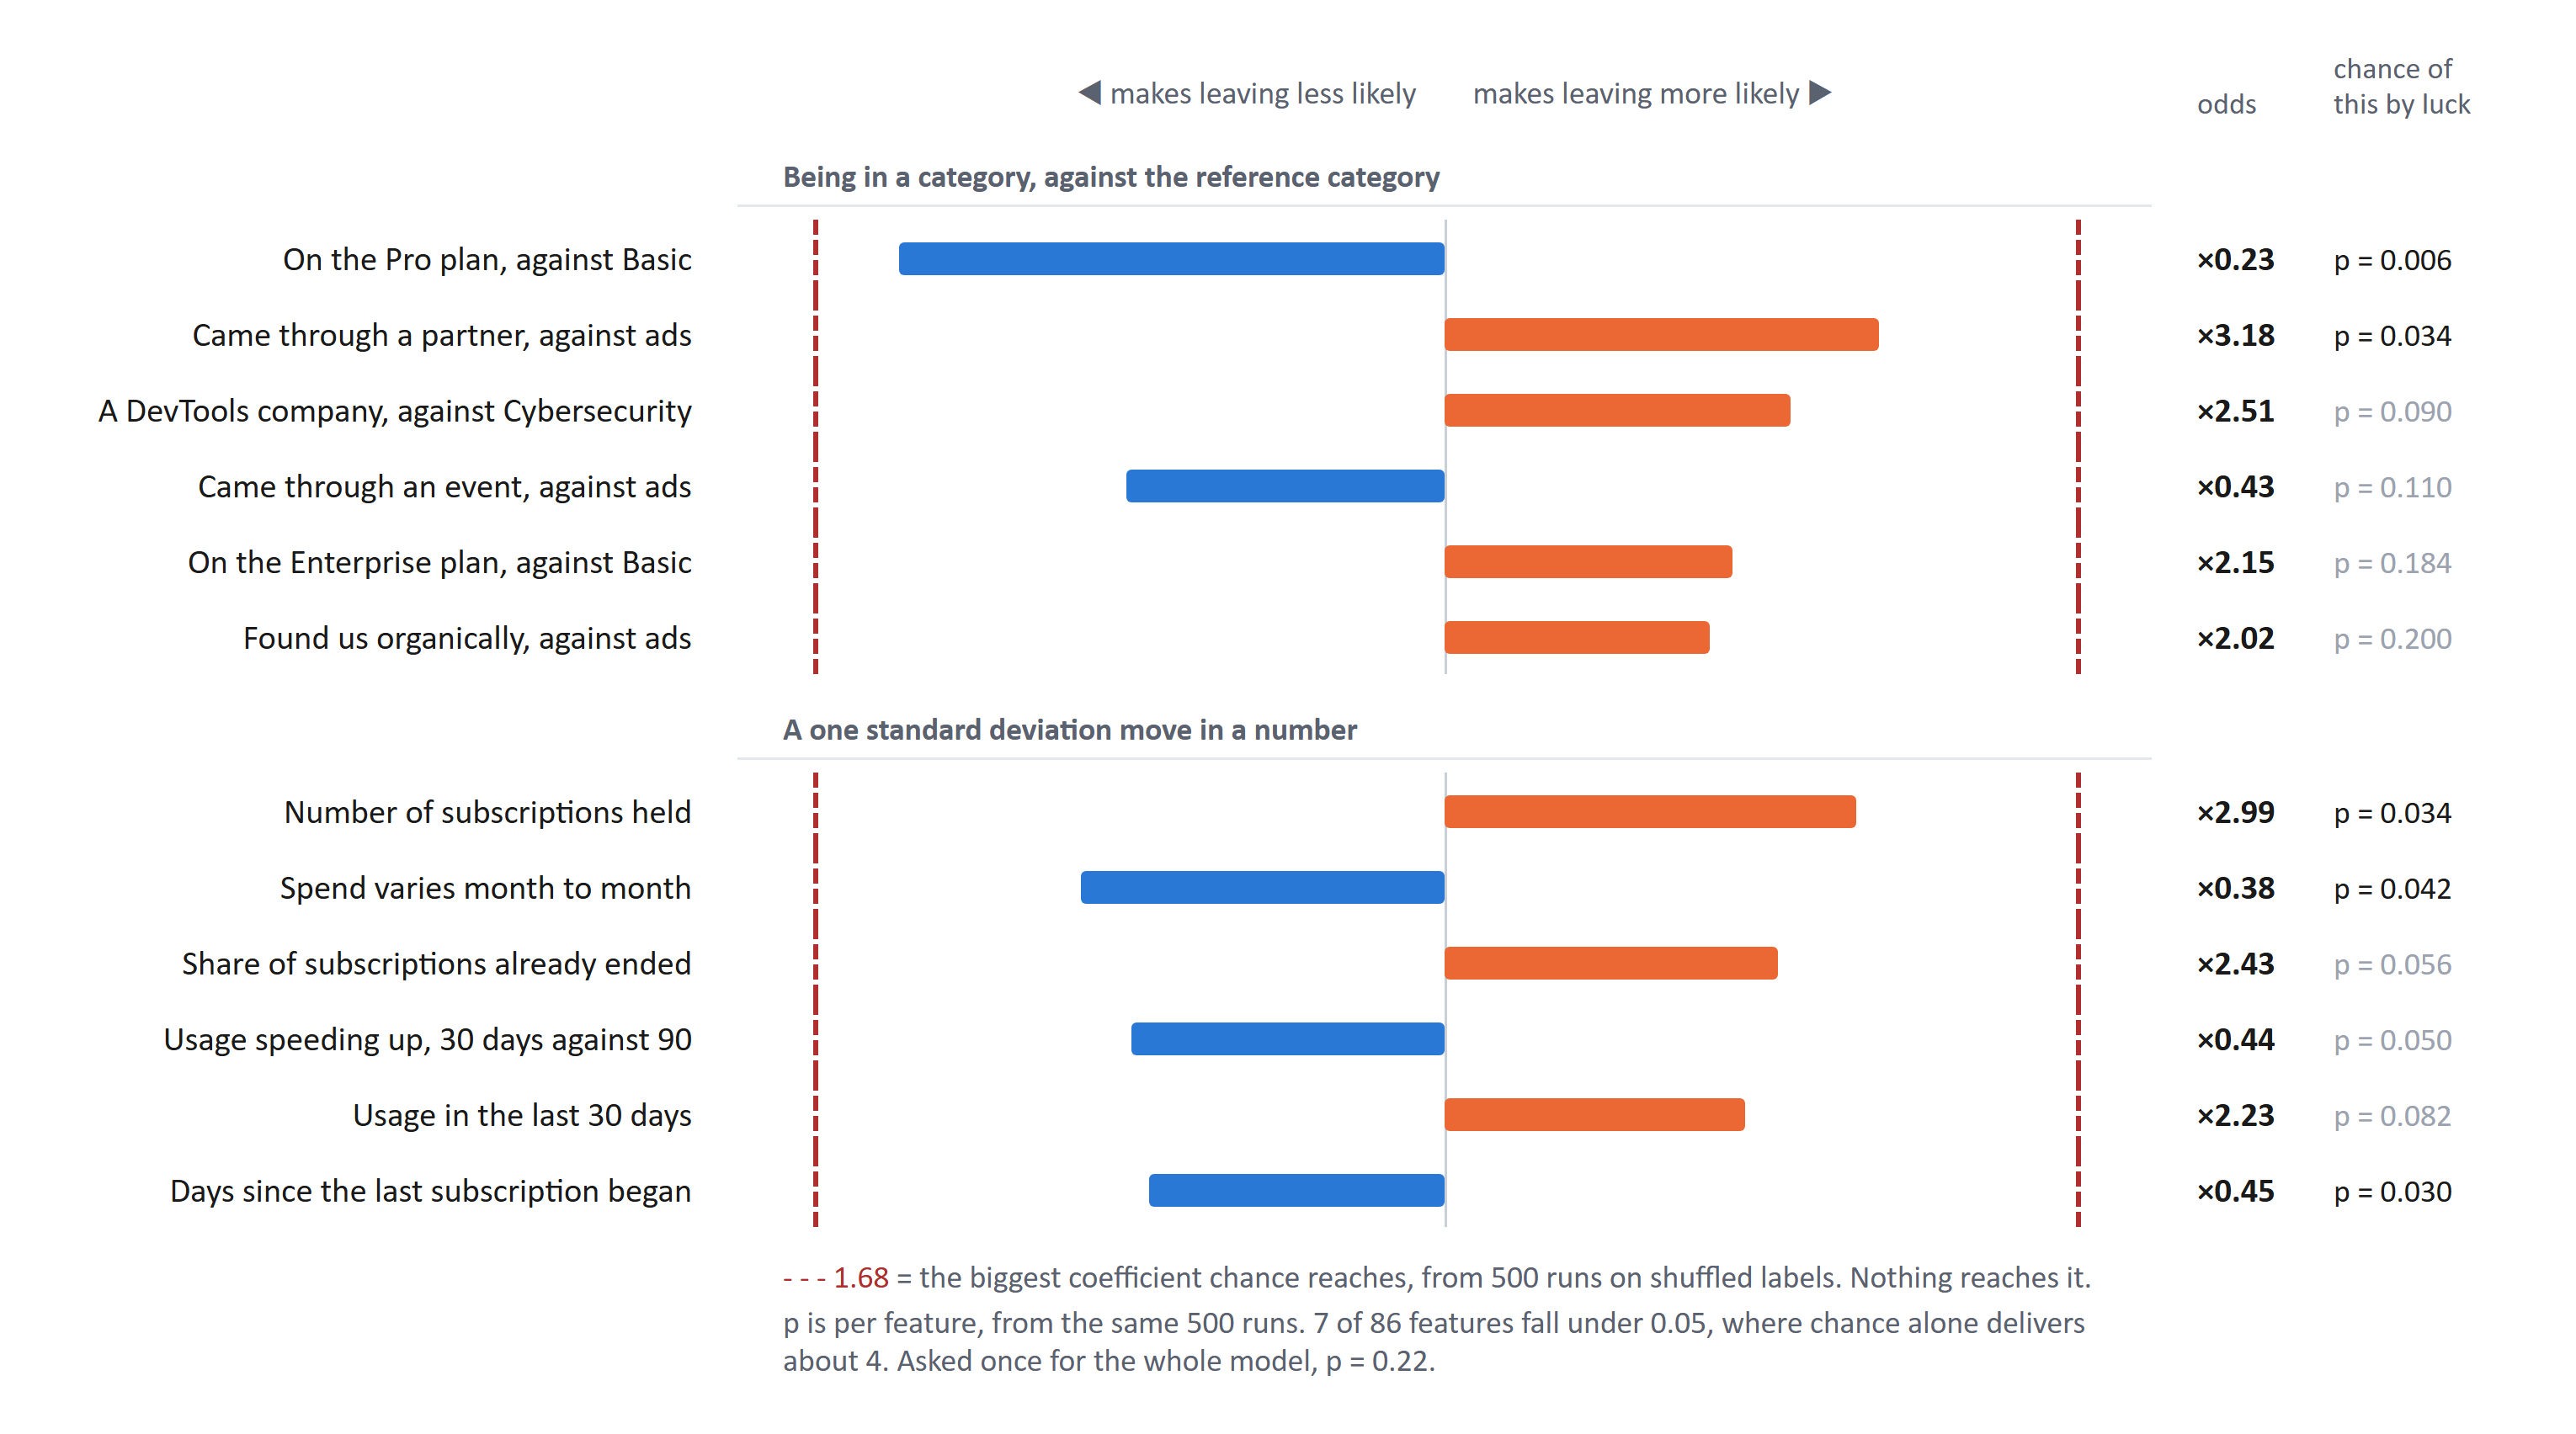 ◀ makes leaving less likely makes leaving more likely ▶ odds chance of this by luck
Being in a category, against the reference category
On the Pro plan, against Basic ×0.23 p = 0.006
Came through a partner, against ads ×3.18 p = 0.034
A DevTools company, against Cybersecurity ×2.51 p = 0.090
Came through an event, against ads ×0.43 p = 0.110
On the Enterprise plan, against Basic ×2.15 p = 0.184
Found us organically, against ads ×2.02 p = 0.200
A one standard deviation move in a number
Number of subscriptions held ×2.99 p = 0.034
Spend varies month to month ×0.38 p = 0.042
Share of subscriptions already ended ×2.43 p = 0.056
Usage speeding up, 30 days against 90 ×0.44 p = 0.050
Usage in the last 30 days ×2.23 p = 0.082
Days since the last subscription began ×0.45 p = 0.030
- - - 1.68 = the biggest coefficient chance reaches, from 500 runs on shuffled labels. Nothing reaches it.
p is per feature, from the same 500 runs. 7 of 86 features fall under 0.05, where chance alone delivers
about 4. Asked once for the whole model, p = 0.22.